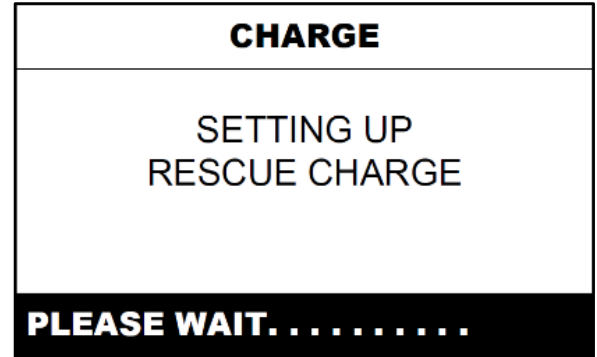 CHARGE
SETTING UP
RESCUE CHARGE
PLEASE WAIT. . . . . . . . . .